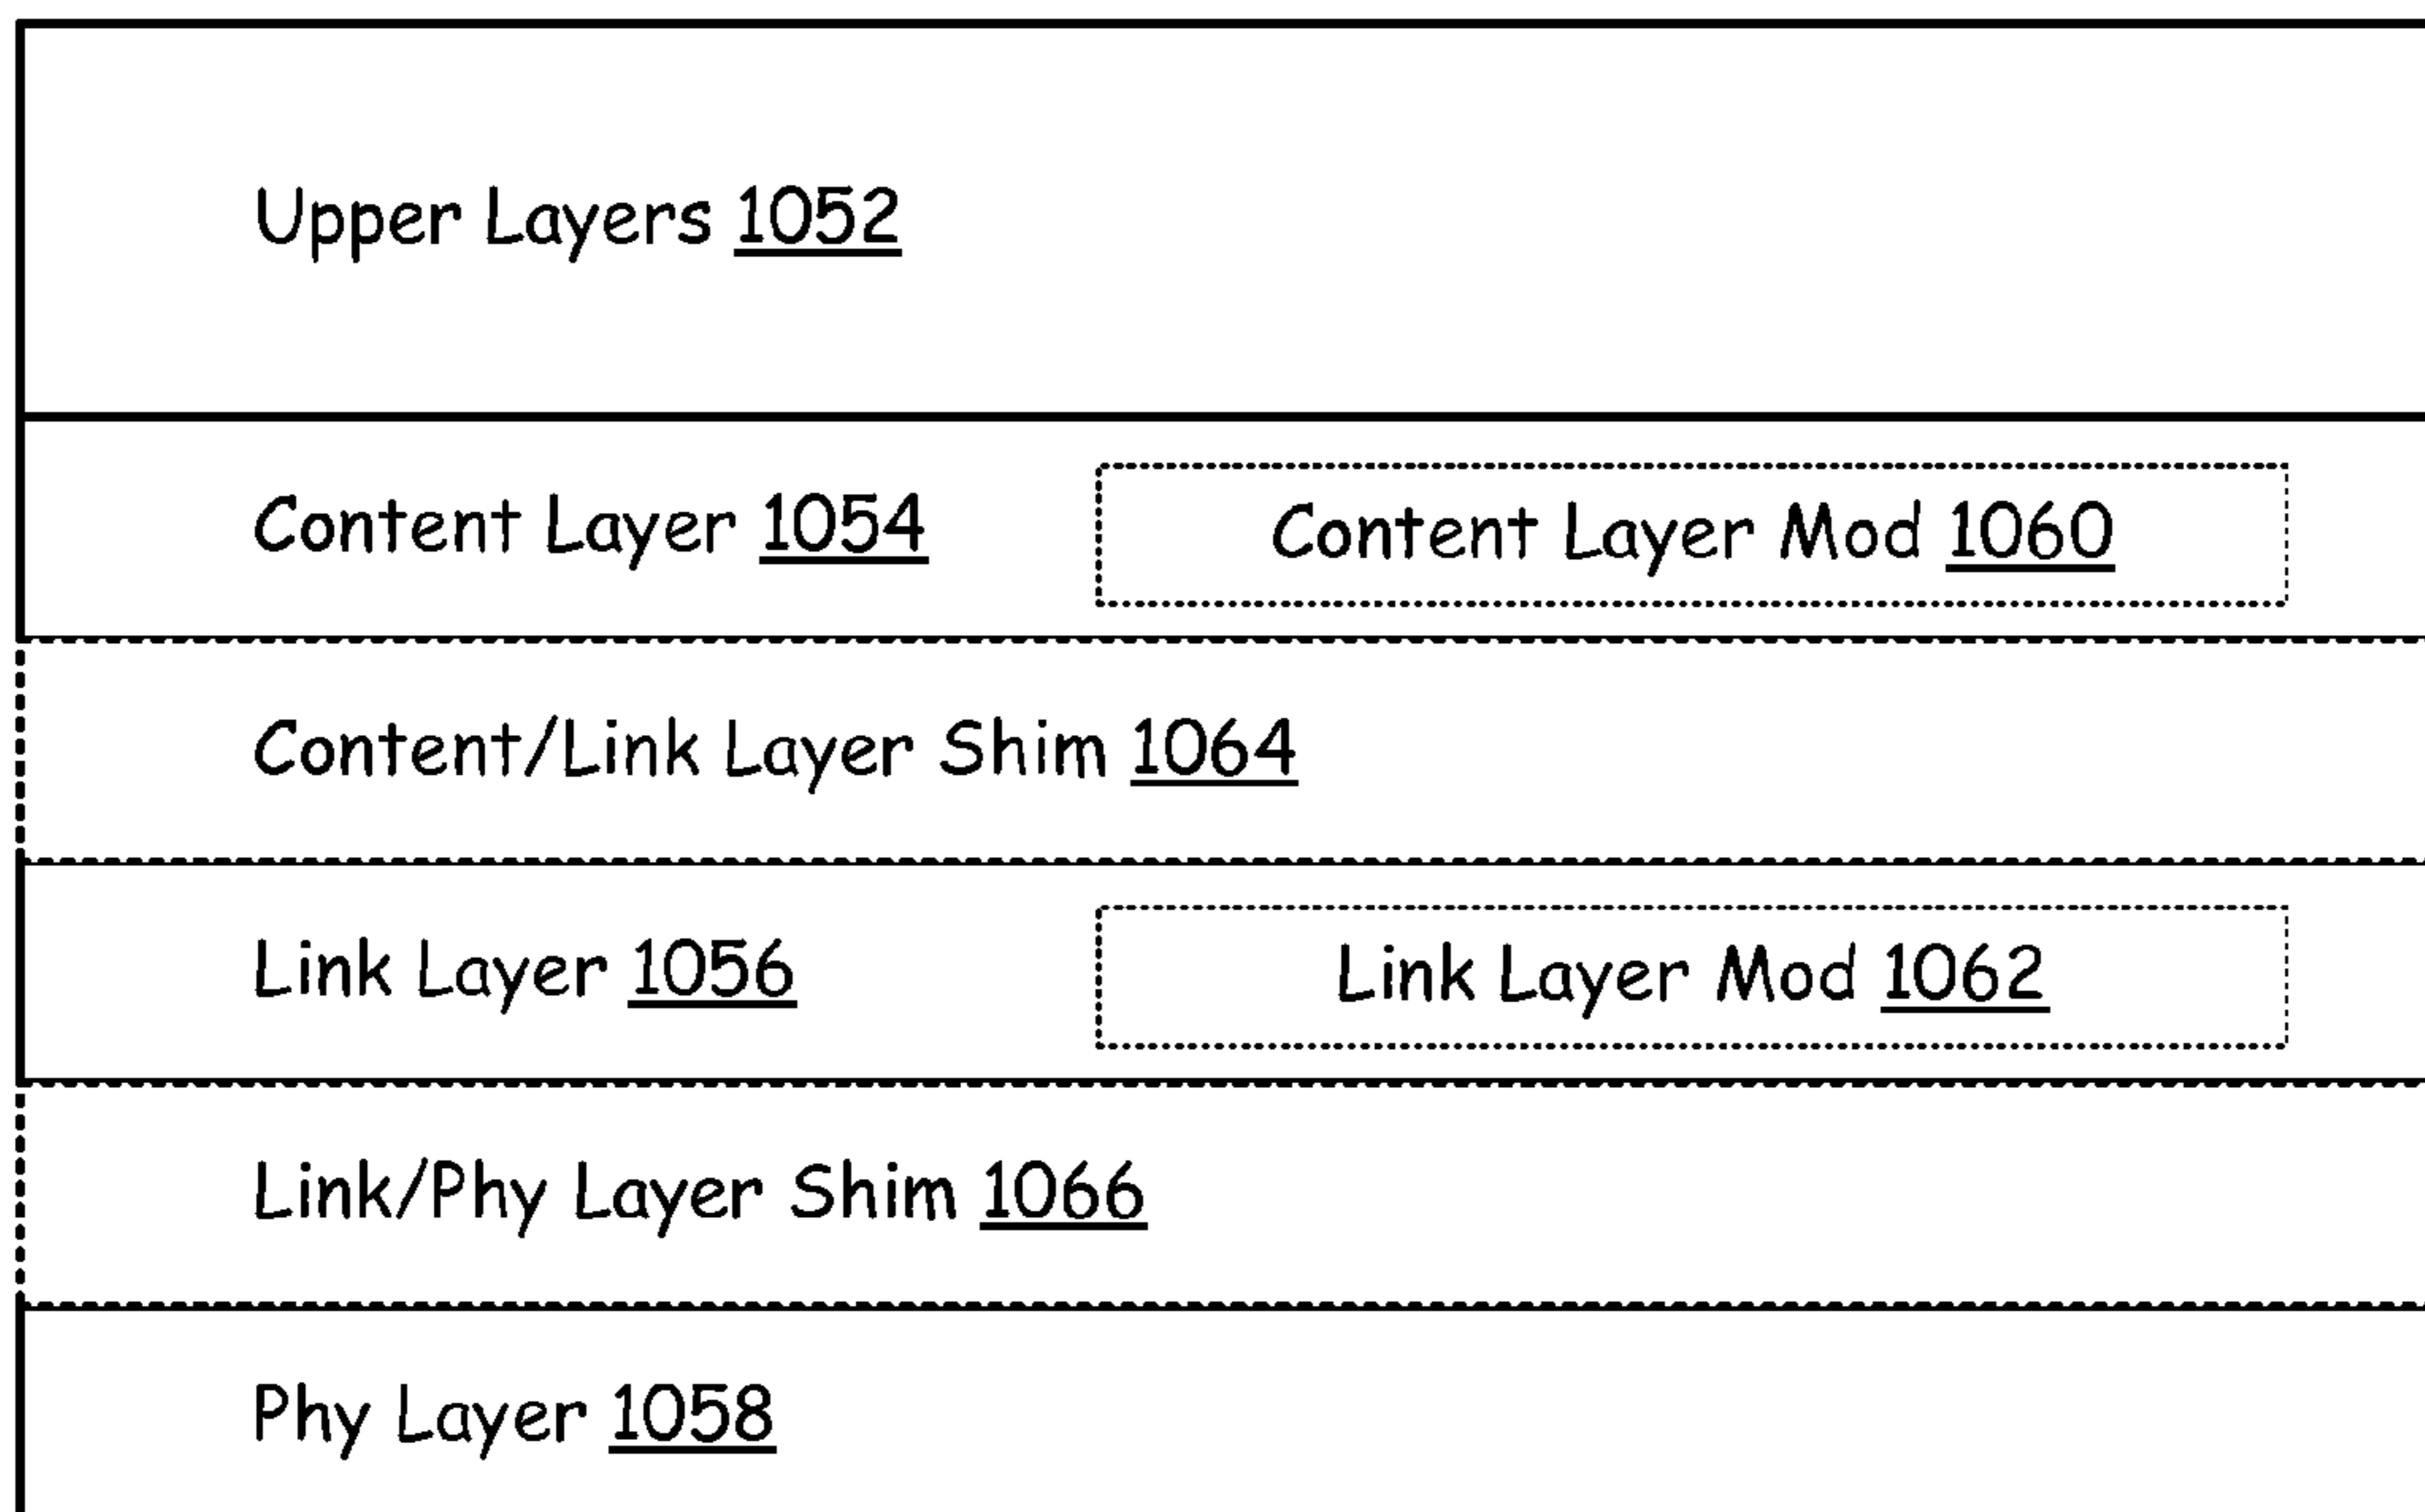 Upper Layers 1052
Content Layer 1054
Content Layer Mod 1060
Content/Link Layer Shim 1064
Link Layer 1056
Link Layer Mod 1062
Link/Phy Layer Shim 1066
Phy Layer 1058